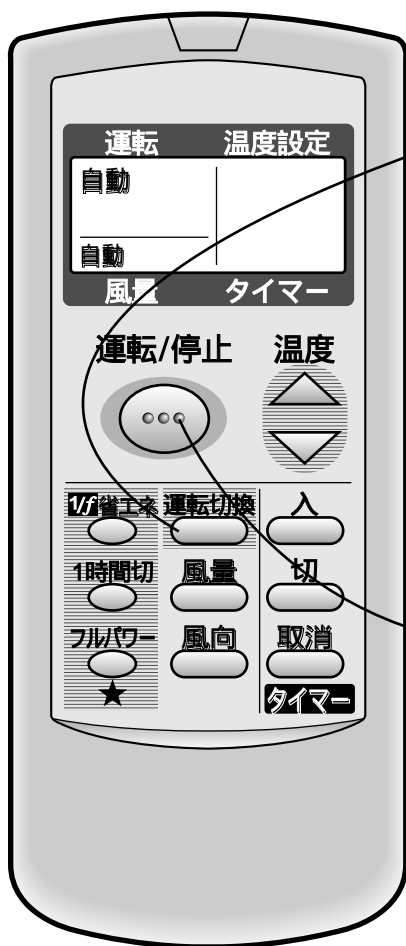 運転 温度設定
自動
自動
風量 タイマー
運転/停止 温度
1/f 省エネ 運転切換 入
1時間切 風量 切
フルパワー 風向 取消
★ タイマー